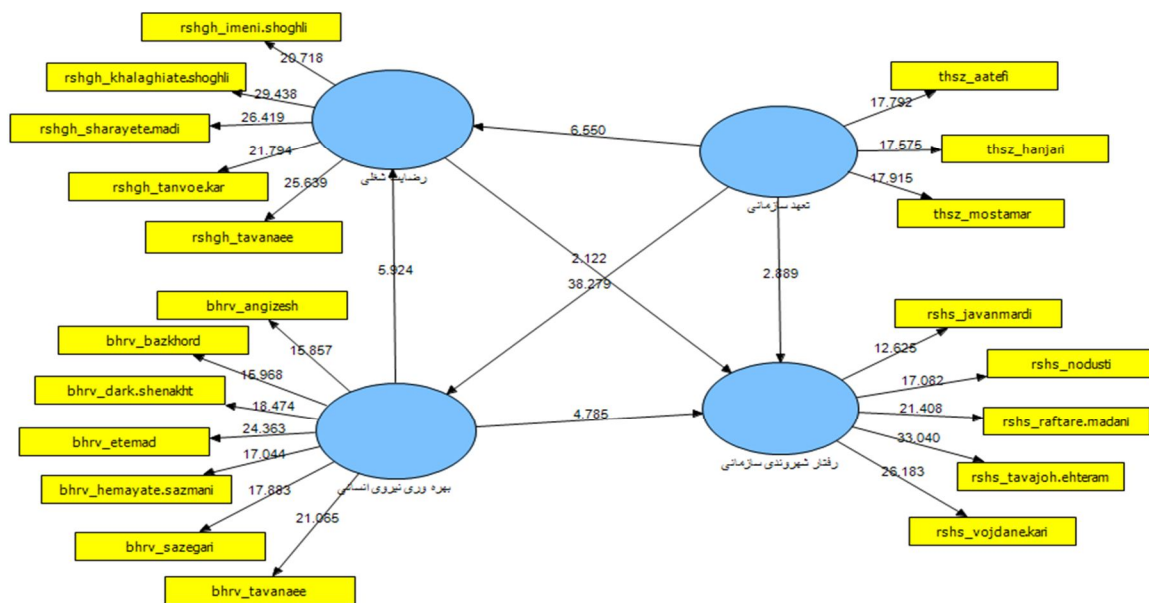 rshgh_imeni.shoghli
20.718
rshgh_khalaghiate.shoghli
29.438
rshgh_sharayete.madi
26.419
rshgh_tanvoe.kar
21.794
rshgh_tavanaee
25.639
رضایت شغلی
6.550
thsz_aatefi
17.792
thsz_hanjari
17.575
thsz_mostamar
17.915
تعهد سازمانی
5.924
2.122
38.279
2.889
bhrv_angizesh
15.857
bhrv_bazkhord
15.968
bhrv_dark.shenakht
18.474
bhrv_etemad
24.363
bhrv_hemayate.sazmani
17.044
bhrv_sazegari
17.883
bhrv_tavanaee
21.065
بهره وری نیروی انسانی
4.785
rshs_javanmardi
12.625
rshs_nodusti
17.082
rshs_raftare.madani
21.408
rshs_tavajoh.ehteram
33.040
rshs_vojdane.kari
26.183
رفتار شهروندی سازمانی